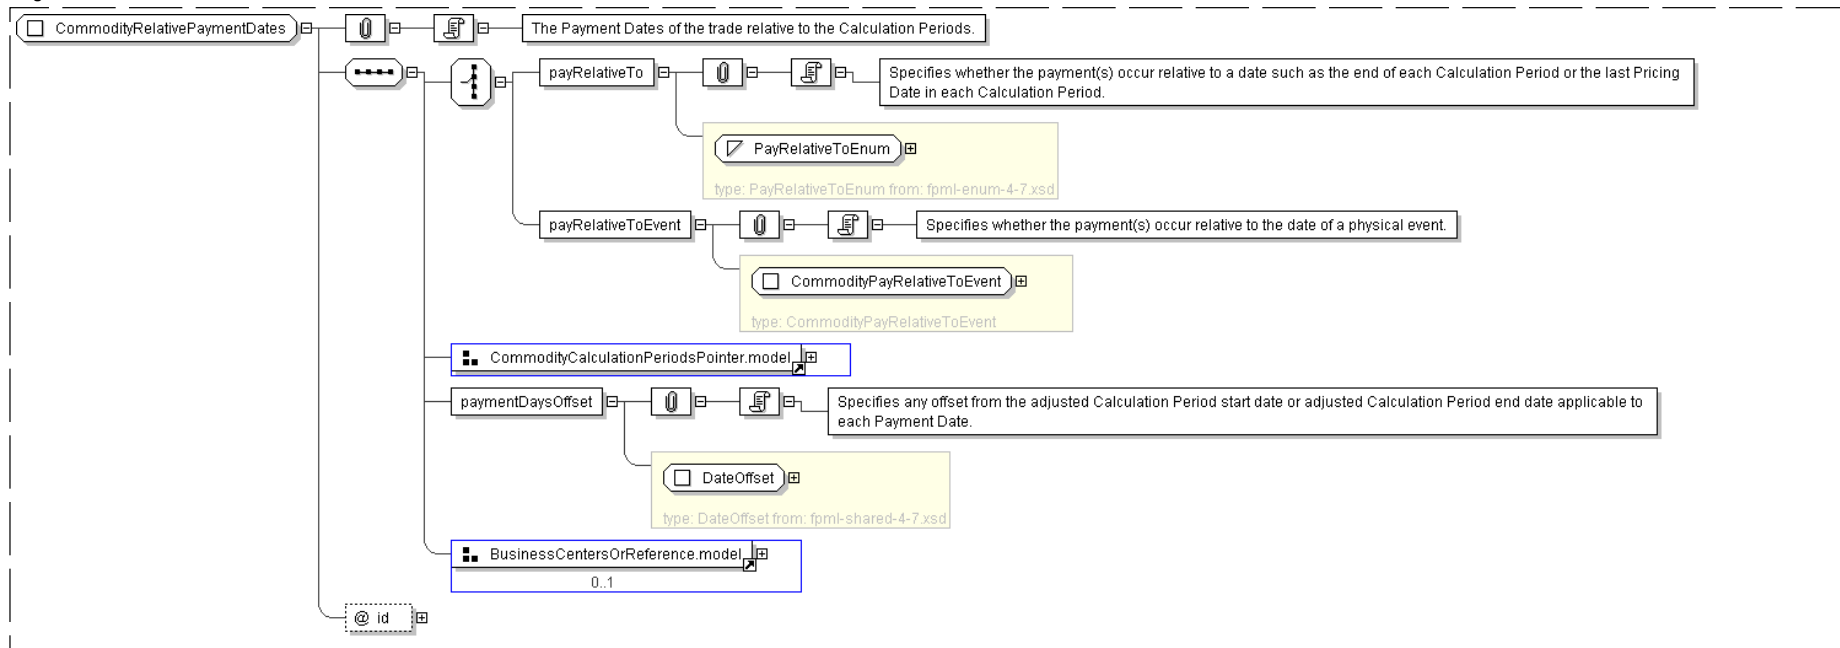 CommodityRelativePaymentDates
The Payment Dates of the trade relative to the Calculation Periods.
payRelativeTo
Specifies whether the payment(s) occur relative to a date such as the end of each Calculation Period or the last Pricing
Date in each Calculation Period.
PayRelativeToEnum
type: PayRelativeToEnum from: fpml-enum-4-7.xsd
payRelativeToEvent
Specifies whether the payment(s) occur relative to the date of a physical event.
CommodityPayRelativeToEvent
type: CommodityPayRelativeToEvent
CommodityCalculationPeriodsPointer.model
paymentDaysOffset
Specifies any offset from the adjusted Calculation Period start date or adjusted Calculation Period end date applicable to
each Payment Date.
DateOffset
type: DateOffset from: fpml-shared-4-7.xsd
BusinessCentersOrReference.model
0..1
@ id